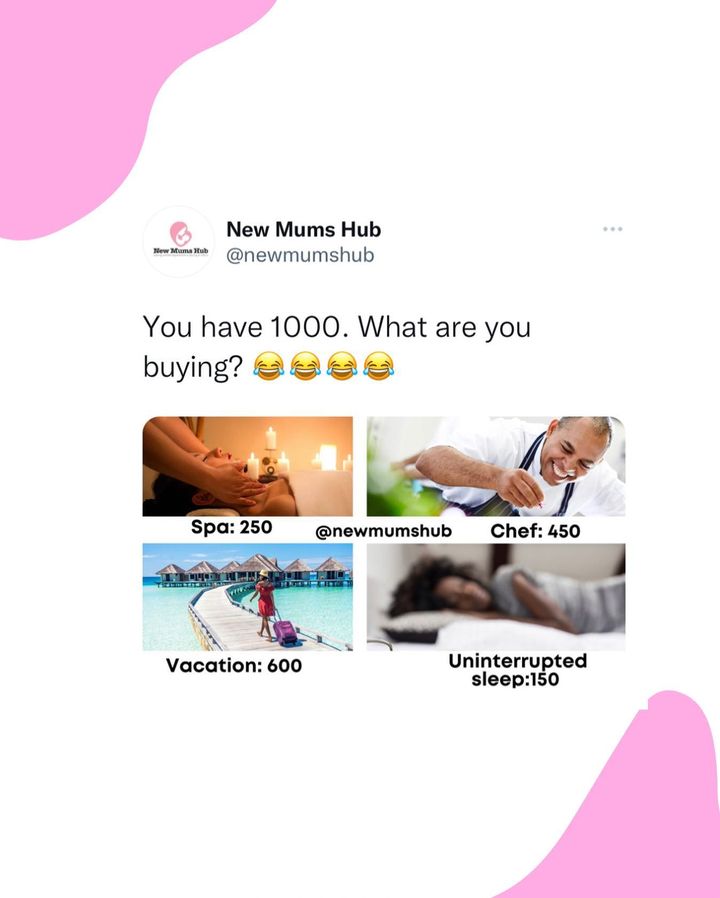 New Mums Hub
New Mums Hub
@newmumshub
You have 1000. What are you
buying? 😂😂😂😂
Spa: 250
@newmumshub
Chef: 450
Vacation: 600
Uninterrupted
sleep:150